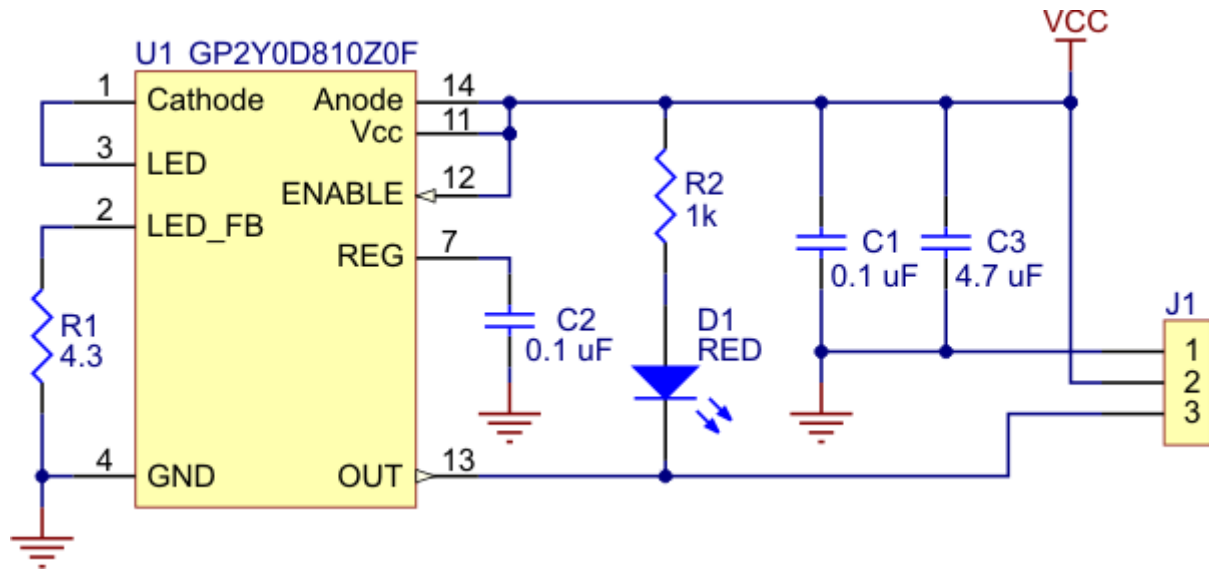 VCC
U1 GP2Y0D810Z0F
1 Cathode Anode 14
Vcc 11
3 LED
ENABLE 12
2 LED_FB
REG 7
R2
1k
C1
0.1 uF
C3
4.7 uF
R1
4.3
C2
0.1 uF
D1
RED
J1
1
2
3
4 GND OUT 13